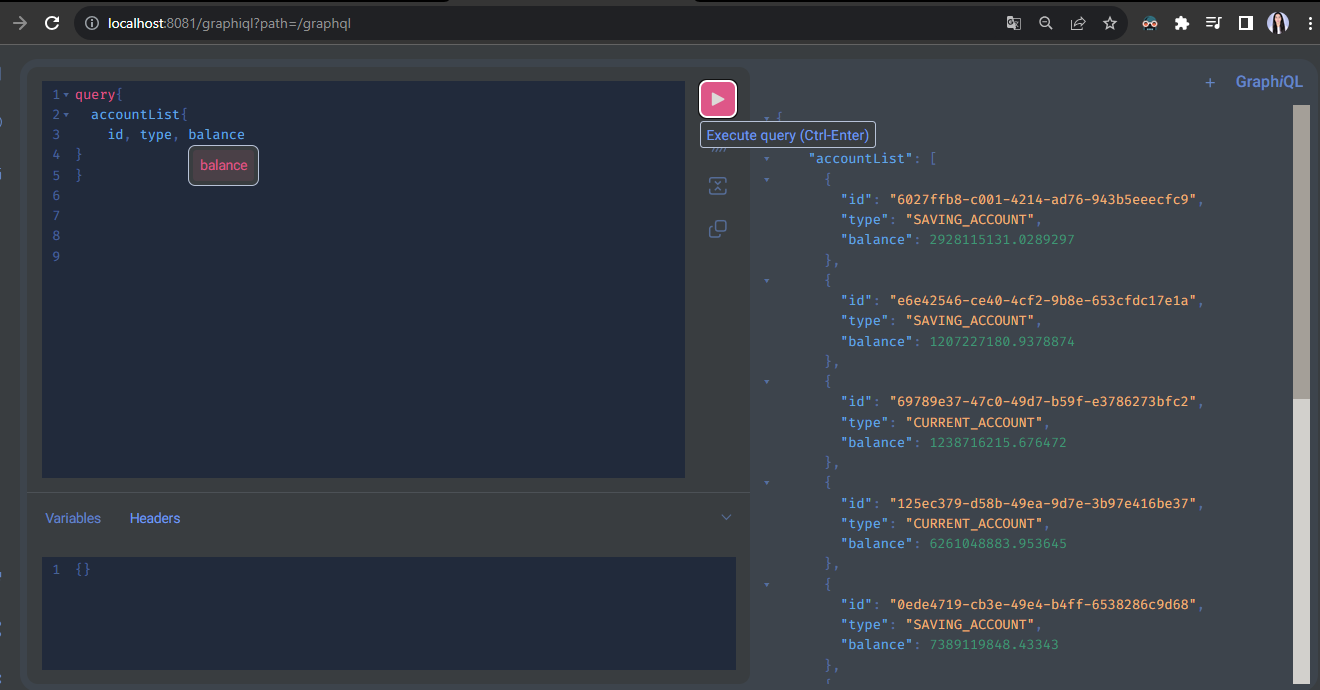 localhost:8081/graphiql?path=/graphql
1 query{
2 accountList{
3 id, type, balance
4 }
5 }
6
7
8
9
balance
Execute query (Ctrl-Enter)
Variables Headers
1 {}
+ GraphiQL
{
"accountList": [
{
"id": "6027ffb8-c001-4214-ad76-943b5eeecfc9",
"type": "SAVING_ACCOUNT",
"balance": 2928115131.0289297
},
{
"id": "e6e42546-ce40-4cf2-9b8e-653cfdc17e1a",
"type": "SAVING_ACCOUNT",
"balance": 1207227180.9378874
},
{
"id": "69789e37-47c0-49d7-b59f-e3786273bfc2",
"type": "CURRENT_ACCOUNT",
"balance": 1238716215.676472
},
{
"id": "125ec379-d58b-49ea-9d7e-3b97e416be37",
"type": "CURRENT_ACCOUNT",
"balance": 6261048883.953645
},
{
"id": "0ede4719-cb3e-49e4-b4ff-6538286c9d68",
"type": "SAVING_ACCOUNT",
"balance": 7389119848.43343
},
{